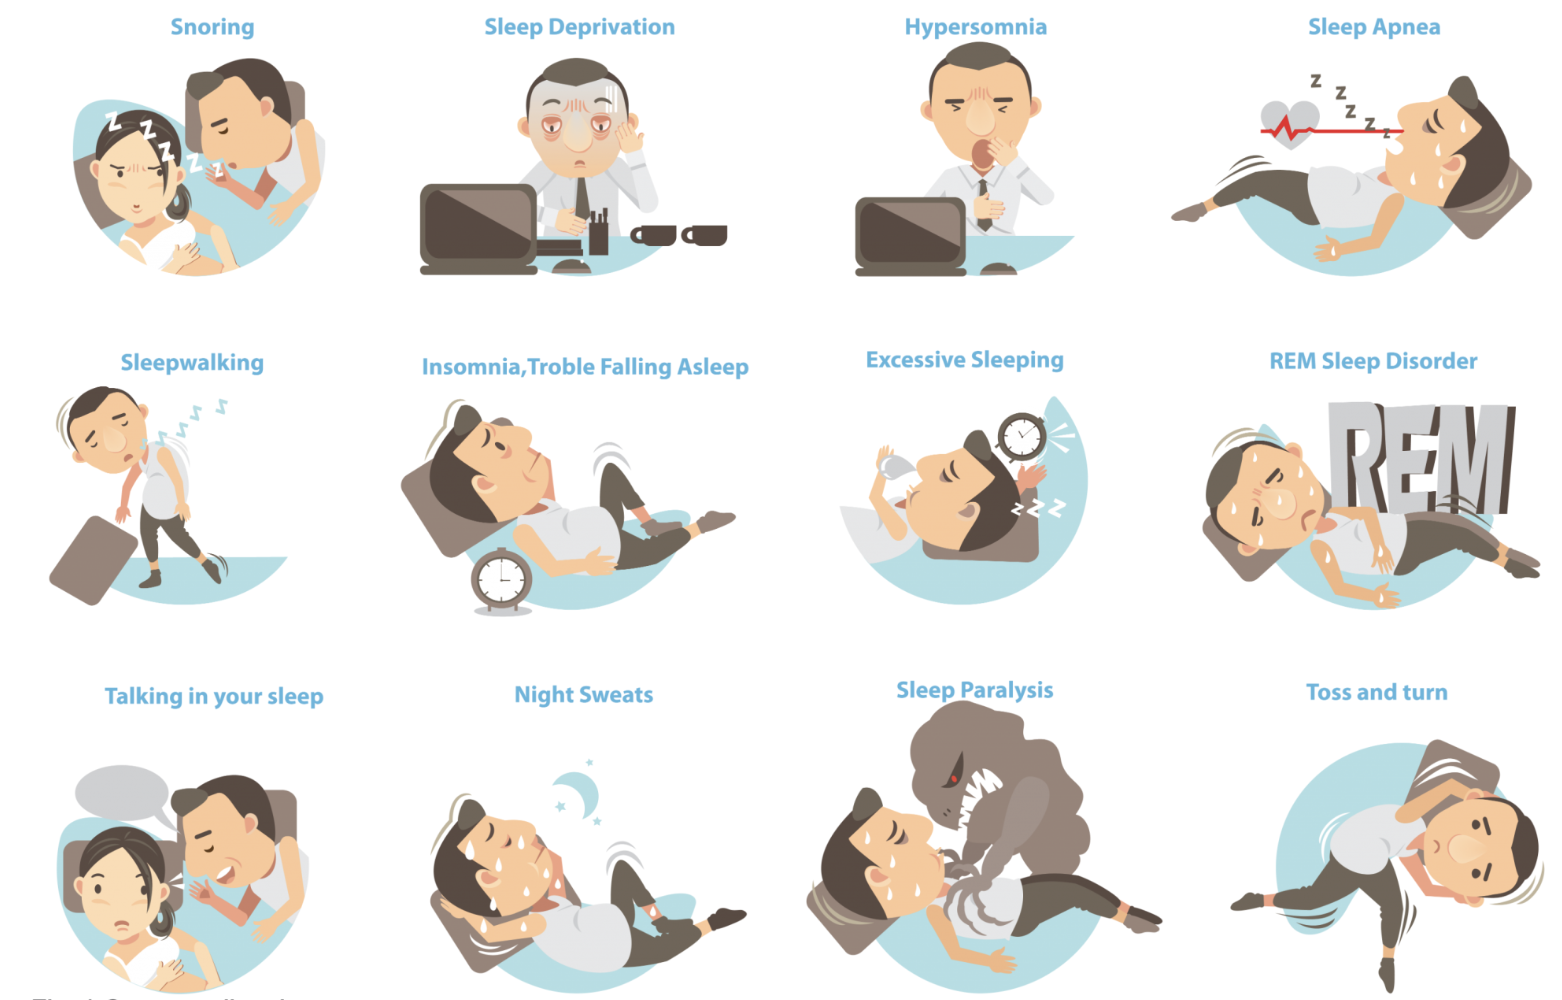 Snoring
Sleep Deprivation
Hypersomnia
Sleep Apnea
z z z z z
z z z z z
Sleepwalking
Insomnia,Troble Falling Asleep
Excessive Sleeping
REM Sleep Disorder
z z z
z z z
REM
Talking in your sleep
Night Sweats
Sleep Paralysis
Toss and turn